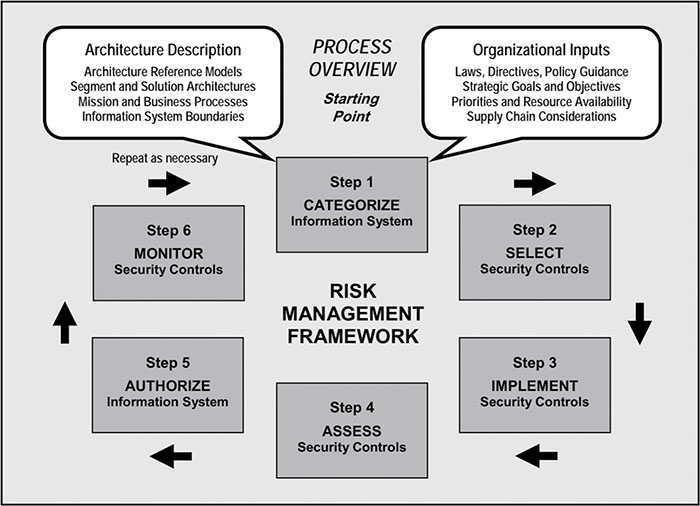 Architecture Description
Architecture Reference Models
Segment and Solution Architectures
Mission and Business Processes
Information System Boundaries
PROCESS
OVERVIEW
Starting
Point
Organizational Inputs
Laws, Directives, Policy Guidance
Strategic Goals and Objectives
Priorities and Resource Availability
Supply Chain Considerations
Repeat as necessary
Step 1
CATEGORIZE
Information System
Step 2
SELECT
Security Controls
Step 3
IMPLEMENT
Security Controls
Step 4
ASSESS
Security Controls
Step 5
AUTHORIZE
Information System
Step 6
MONITOR
Security Controls
RISK
MANAGEMENT
FRAMEWORK